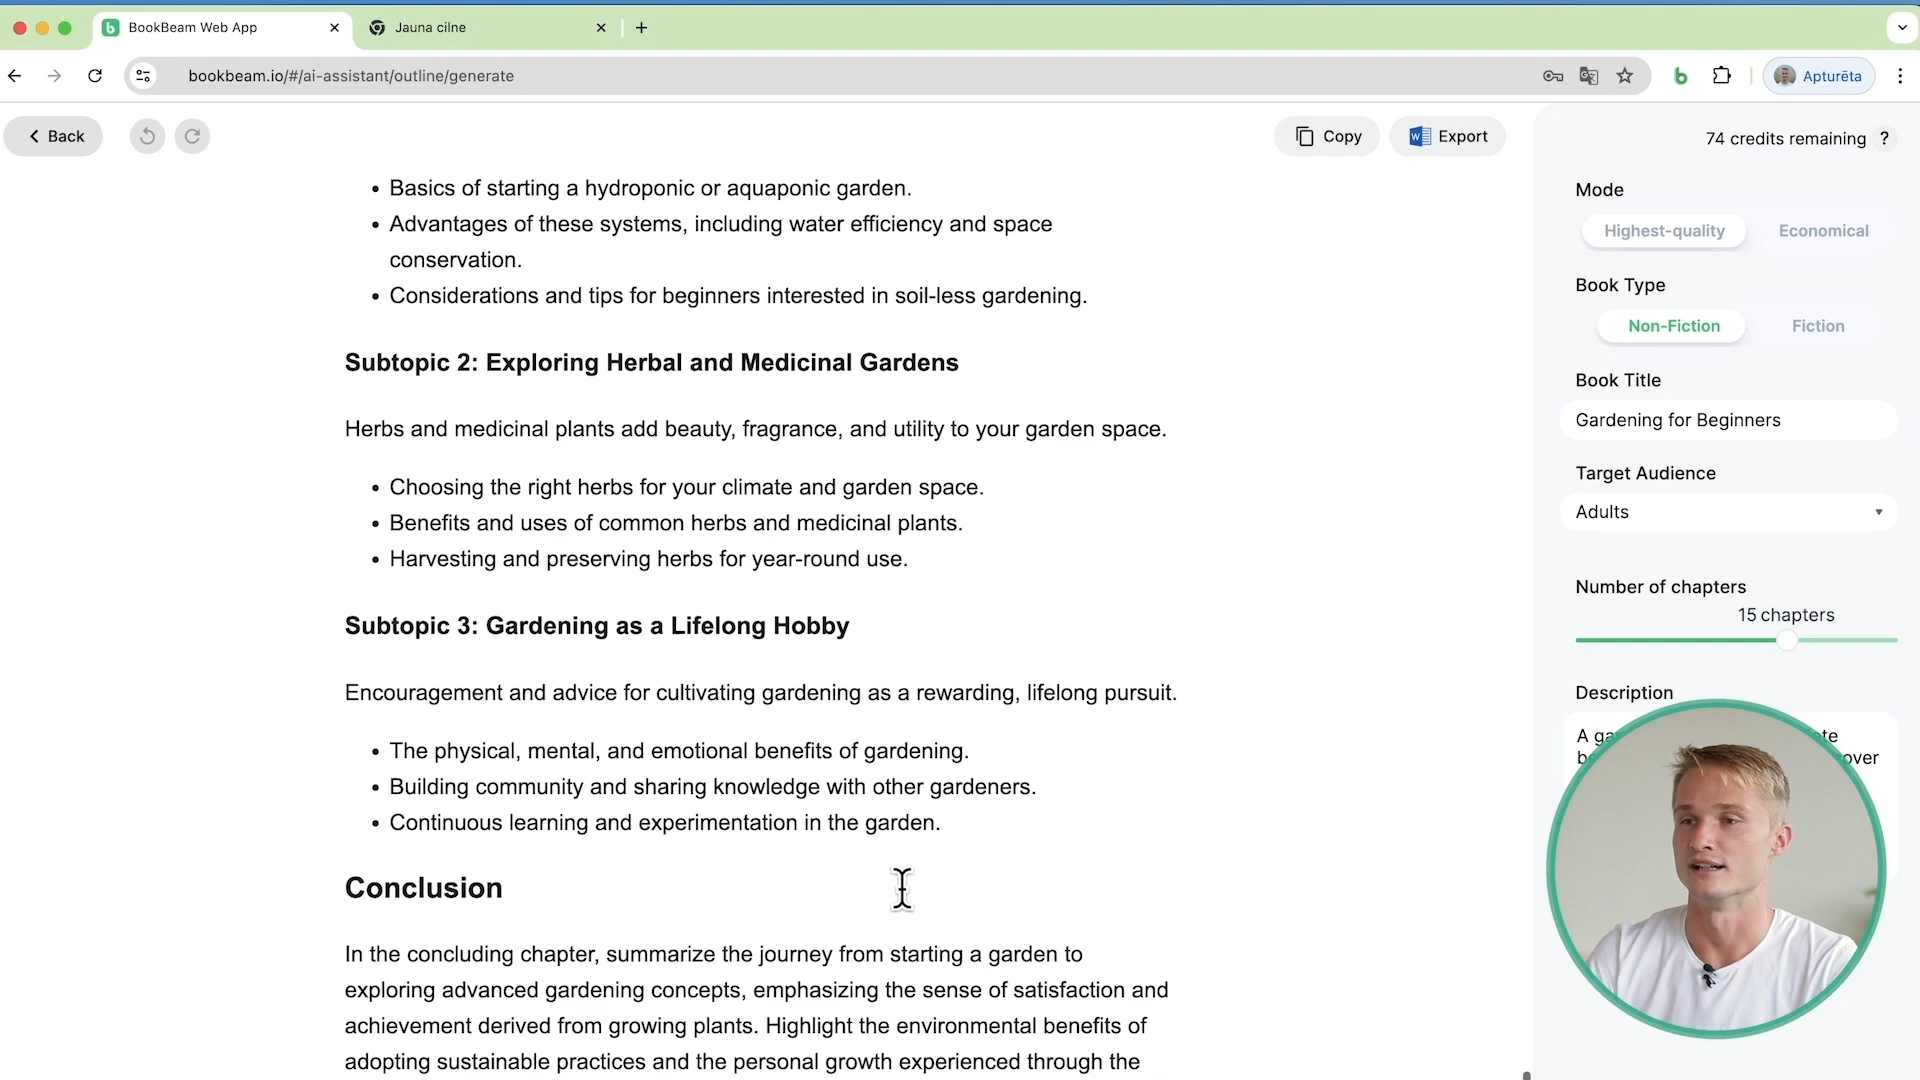 BookBeam Web App
Jauna cilne
bookbeam.io/#/ai-assistant/outline/generate
Apturēta
Back
Copy
Export
74 credits remaining ?
• Basics of starting a hydroponic or aquaponic garden.
• Advantages of these systems, including water efficiency and space
conservation.
• Considerations and tips for beginners interested in soil-less gardening.
Subtopic 2: Exploring Herbal and Medicinal Gardens
Herbs and medicinal plants add beauty, fragrance, and utility to your garden space.
• Choosing the right herbs for your climate and garden space.
• Benefits and uses of common herbs and medicinal plants.
• Harvesting and preserving herbs for year-round use.
Subtopic 3: Gardening as a Lifelong Hobby
Encouragement and advice for cultivating gardening as a rewarding, lifelong pursuit.
• The physical, mental, and emotional benefits of gardening.
• Building community and sharing knowledge with other gardeners.
• Continuous learning and experimentation in the garden.
Conclusion
In the concluding chapter, summarize the journey from starting a garden to
exploring advanced gardening concepts, emphasizing the sense of satisfaction and
achievement derived from growing plants. Highlight the environmental benefits of
adopting sustainable practices and the personal growth experienced through the
Mode
Highest-quality Economical
Book Type
Non-Fiction Fiction
Book Title
Gardening for Beginners
Target Audience
Adults
Number of chapters
15 chapters
Description
A
over